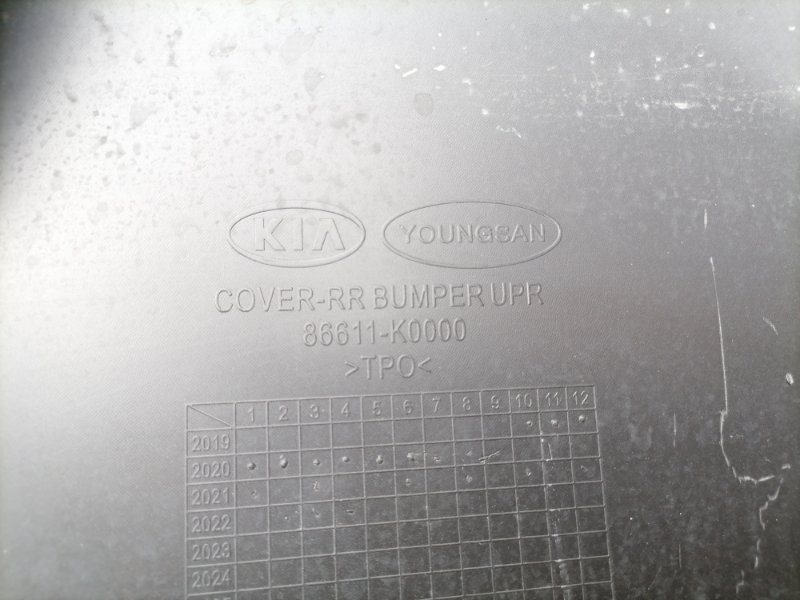 KIA YOUNGSAN
COVER-RR BUMPER UPR
86611-K0000
>TPO<
1 2 3 4 5 6 7 8 9 10 11 12
2019
2020
2021
2022
2023
2024